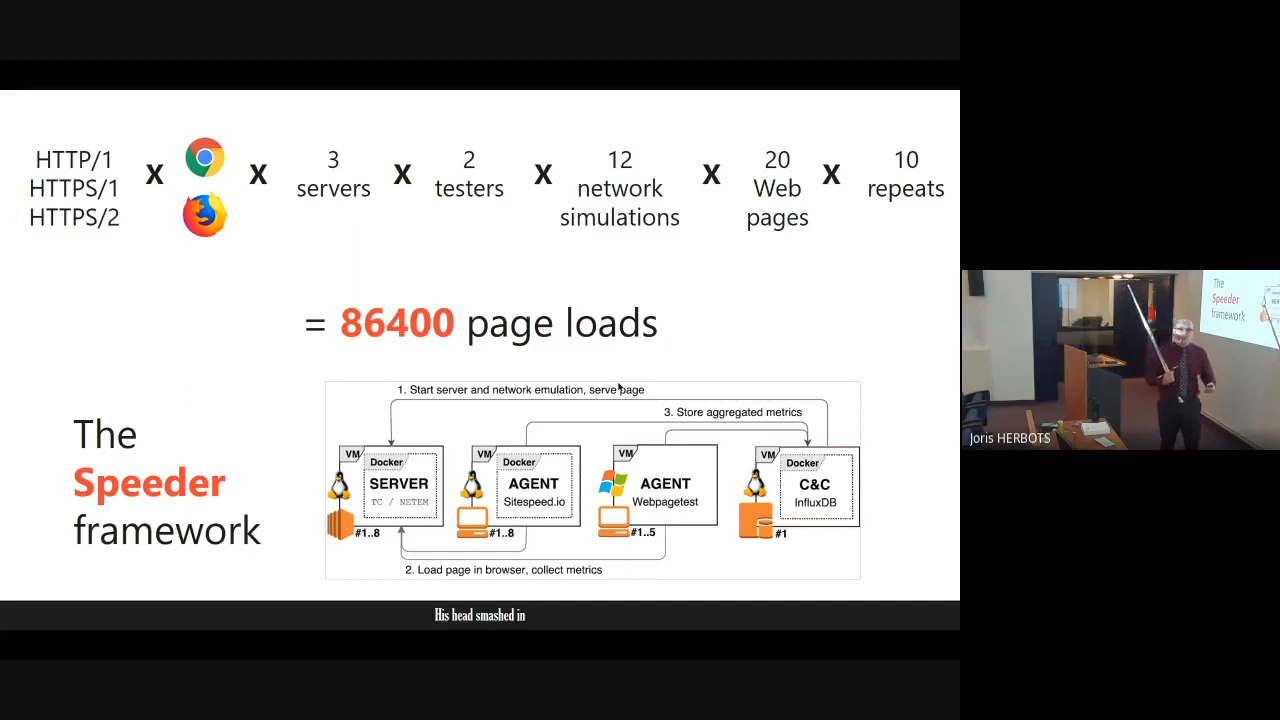 HTTP/1
HTTPS/1
HTTPS/2
X
X
3
servers
X
2
testers
X
12
network
simulations
X
20
Web
pages
X
10
repeats
= 86400 page loads
The
Speeder
framework
1. Start server and network emulation, serve page
3. Store aggregated metrics
VM
Docker
SERVER
TC / NETEM
#1..8
VM
Docker
AGENT
Sitespeed.io
#1..8
VM
AGENT
Webpagetest
#1..5
VM
Docker
C&C
InfluxDB
#1
2. Load page in browser, collect metrics
His head smashed in
The
Speeder
framework
Joris HERBOTS